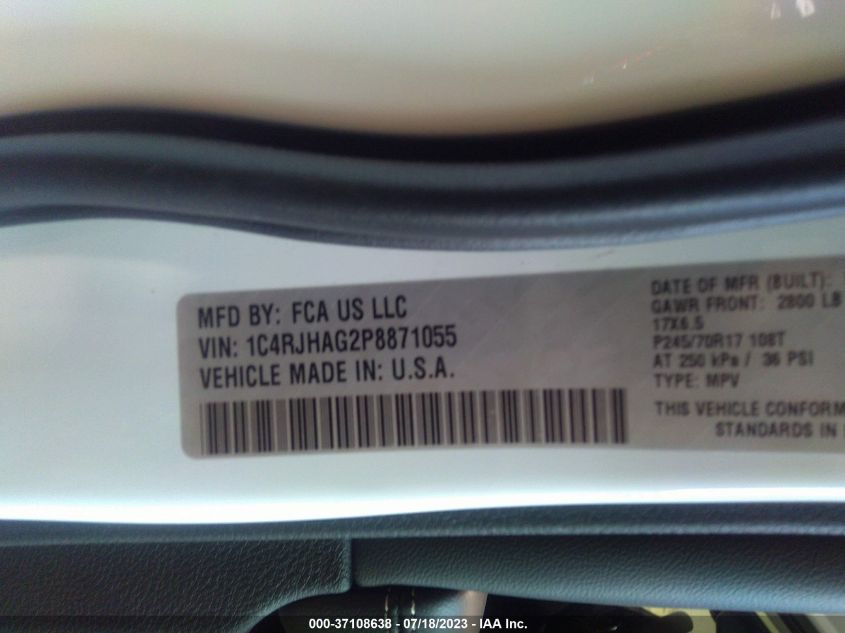 MFD BY: FCA US LLC
VIN: 1C4RJHAG2P8871055
VEHICLE MADE IN: U.S.A.
DATE OF MFR (BUILT):
GAWR FRONT: 2800 LB
17X6.5
P245/70R17 108T
AT 250 kPa / 36 PSI
TYPE: MPV
THIS VEHICLE CONFORM
STANDARDS IN
000-37108638 - 07/18/2023 - IAA Inc.